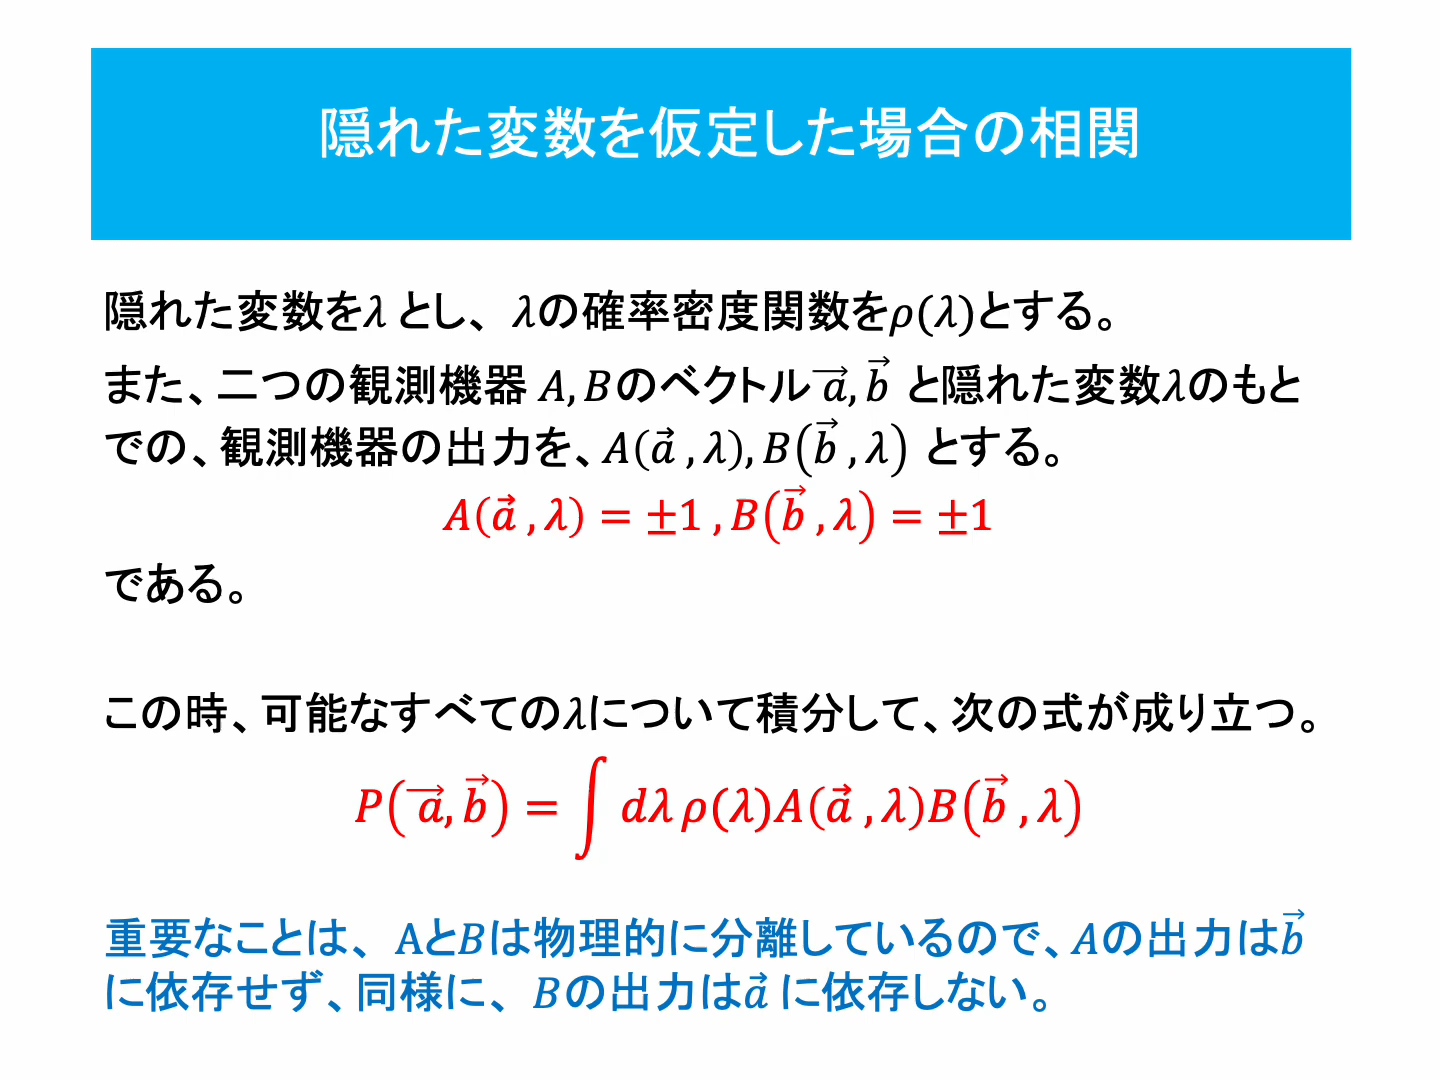 隠れた変数を仮定した場合の相関
隠れた変数をλ とし、 λの確率密度関数をρ(λ)とする。
また、二つの観測機器 A, B のベクトル a⃗, b⃗ と隠れた変数λのもと
での、観測機器の出力を、A(a⃗ , λ), B(b⃗ , λ) とする。
A(a⃗ , λ) = ±1 , B(b⃗ , λ) = ±1
である。
この時、可能なすべてのλについて積分して、次の式が成り立つ。
P(a⃗, b⃗) = ∫ dλ ρ(λ)A(a⃗ , λ)B(b⃗ , λ)
重要なことは、 AとBは物理的に分離しているので、Aの出力はb⃗
に依存せず、同様に、 Bの出力はa⃗ に依存しない。